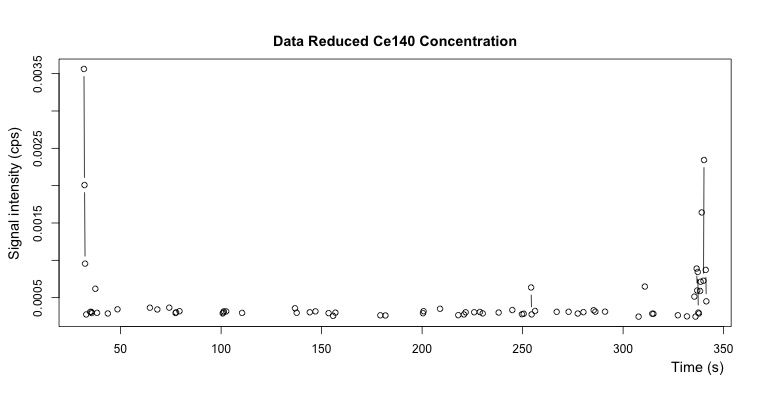 Data Reduced Ce140 Concentration
Signal intensity (cps)
0.0035
0.0025
0.0015
0.0005
50 100 150 200 250 300 350
Time (s)